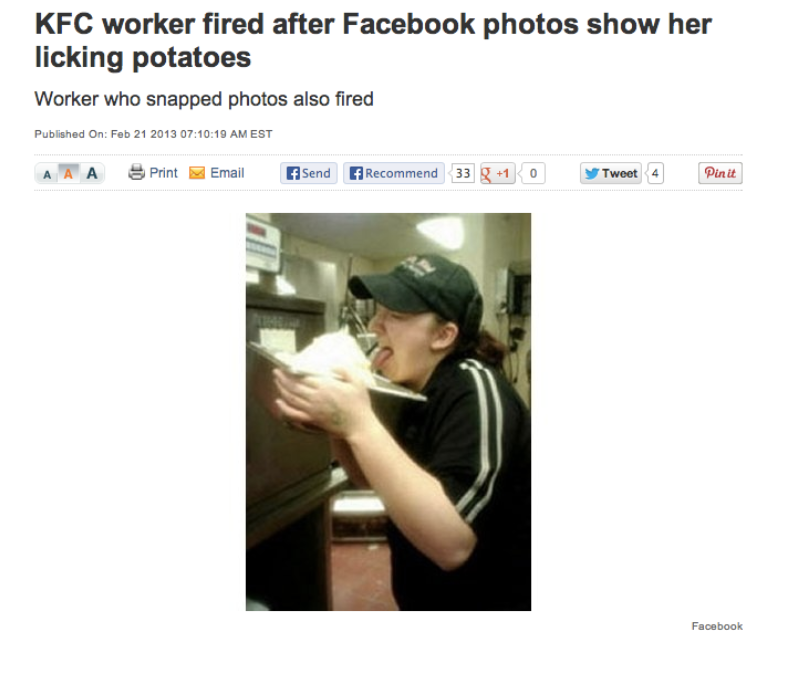 KFC worker fired after Facebook photos show her
licking potatoes
Worker who snapped photos also fired
Published On: Feb 21 2013 07:10:19 AM EST
A A A Print Email Send Recommend 33 +1 0 Tweet 4 Pin it
Facebook